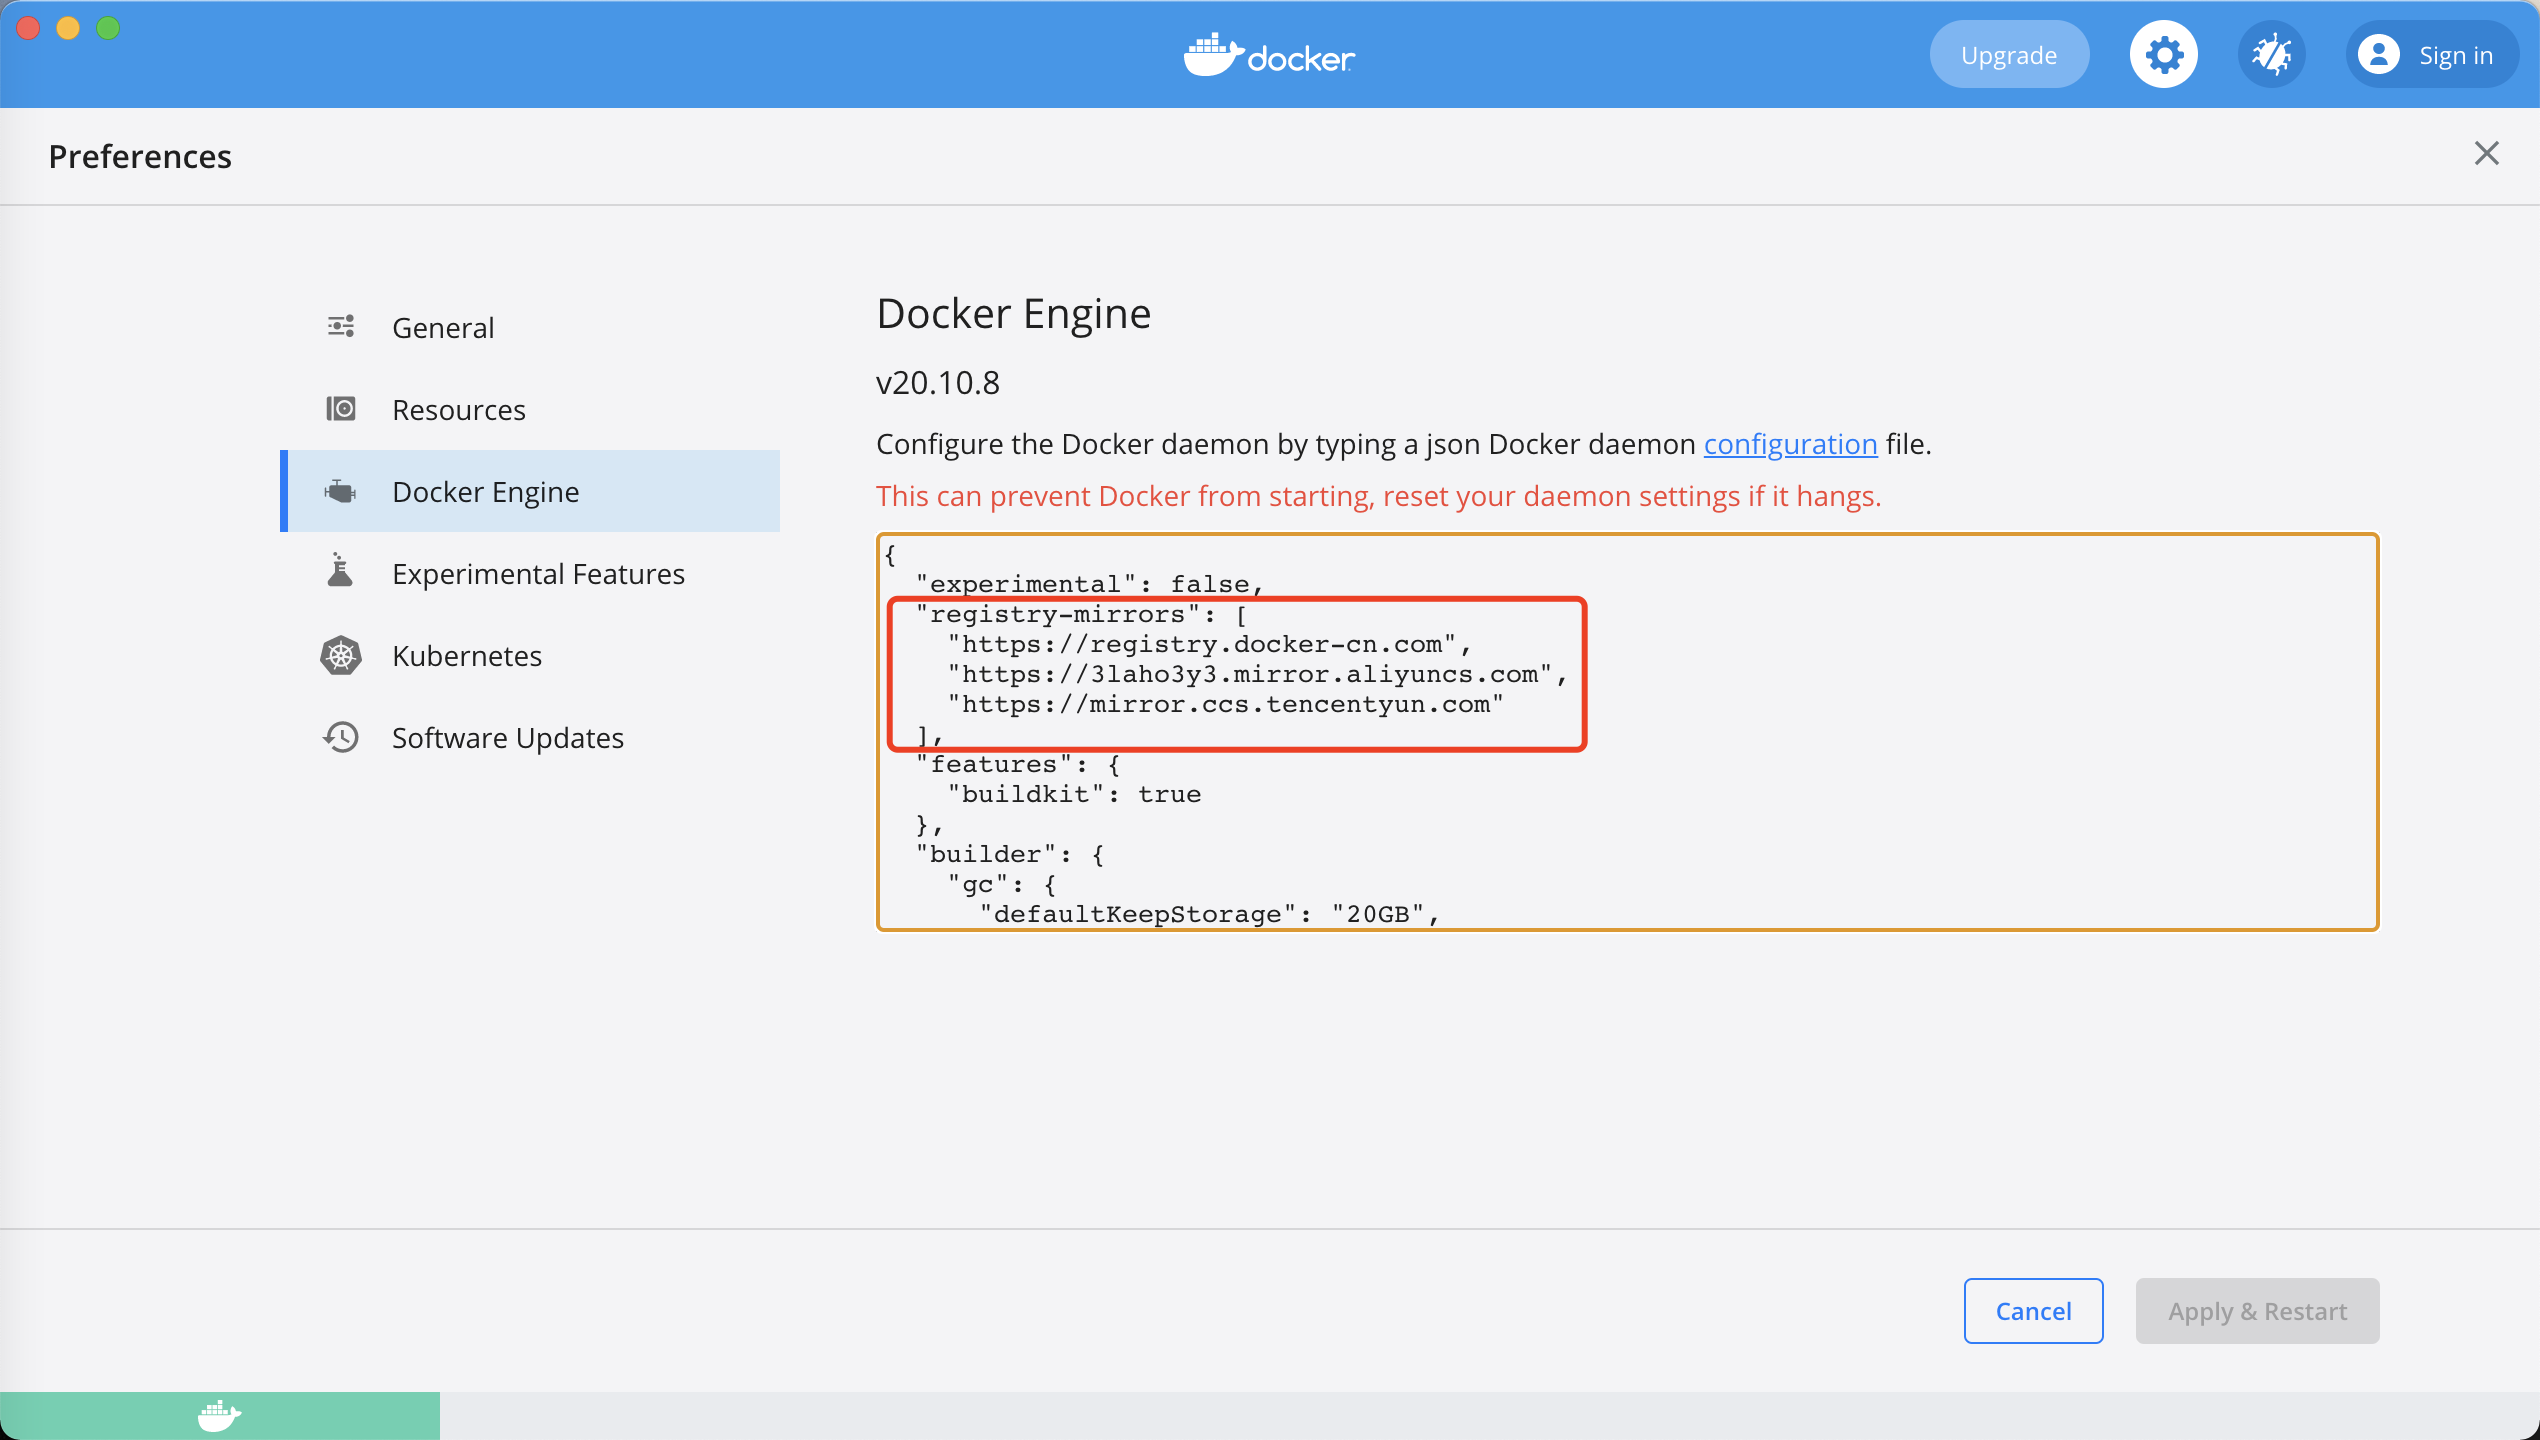 docker
Upgrade
Sign in
Preferences
General
Resources
Docker Engine
Experimental Features
Kubernetes
Software Updates
Docker Engine
v20.10.8
Configure the Docker daemon by typing a json Docker daemon configuration file.
This can prevent Docker from starting, reset your daemon settings if it hangs.
{
  "experimental": false,
  "registry-mirrors": [
    "https://registry.docker-cn.com",
    "https://3laho3y3.mirror.aliyuncs.com",
    "https://mirror.ccs.tencentyun.com"
  ],
  "features": {
    "buildkit": true
  },
  "builder": {
    "gc": {
      "defaultKeepStorage": "20GB",
Cancel
Apply & Restart